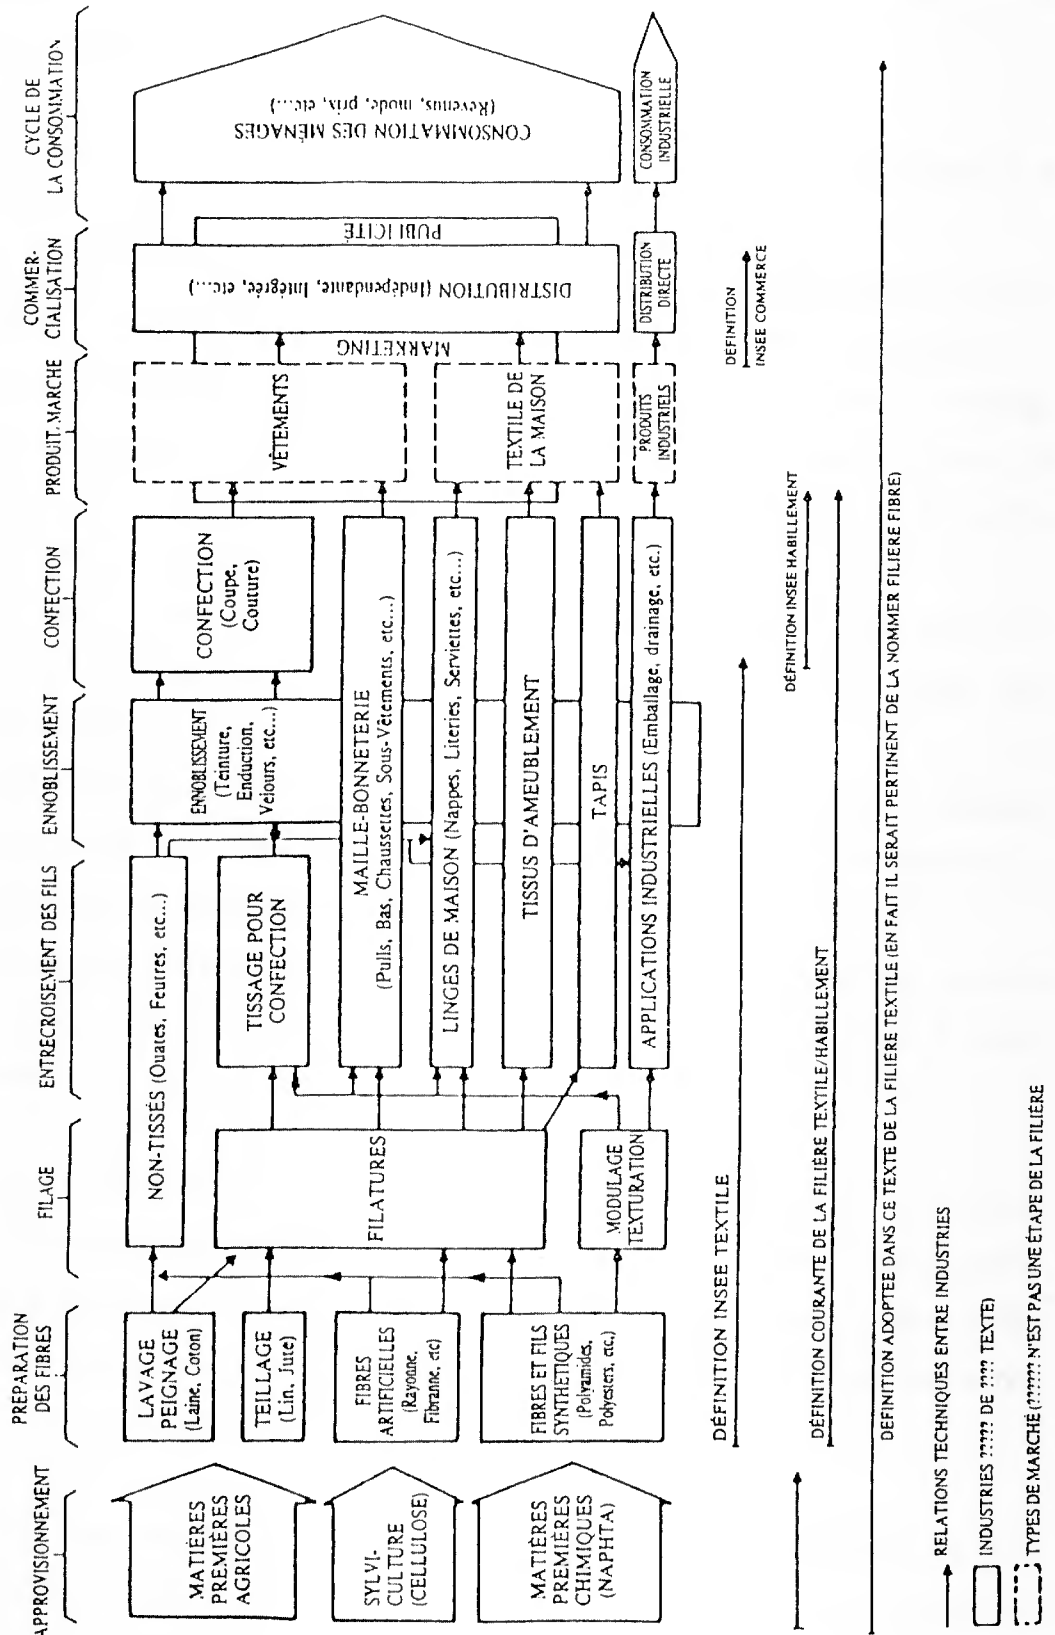 APPROVISIONNEMENT
PREPARATION
DES FIBRES
FILAGE
ENTRECROISEMENT DES FILS
ENNOBLISSEMENT
CONFECTION
PRODUIT, MARCHE
COMMER-
CIALISATION
CYCLE DE
LA CONSOMMATION
MATIÈRES
PREMIÈRES
AGRICOLES
SYLVI-
CULTURE
(CELLULOSE)
MATIÈRES
PREMIÈRES
CHIMIQUES
(NAPHTA)
LAVAGE
PEIGNAGE
(Laine, Coton)
TEILLAGE
(Lin, Jute)
FIBRES
ARTIFICIELLES
(Rayonne,
Fibranne, etc)
FIBRES ET FILS
SYNTHETIQUES
(Polyamides,
Polyesters, etc.)
NON-TISSÉS (Ouates, Feutres, etc...)
FILATURES
MODULAGE
TEXTURATION
TISSAGE POUR
CONFECTION
ENNOBLISSEMENT
(Teinture,
Enduction,
Velours, etc...)
CONFECTION
(Coupe,
Couture)
MAILLE-BONNETERIE
(Pulls, Bas, Chaussettes, Sous-Vêtements, etc...)
LINGES DE MAISON (Nappes, Literies, Serviettes, etc...)
TISSUS D'AMEUBLEMENT
TAPIS
APPLICATIONS INDUSTRIELLES (Emballage, drainage, etc.)
VÊTEMENTS
TEXTILE DE
LA MAISON
PRODUITS
INDUSTRIELS
MARKETING
DISTRIBUTION (Indépendante, Intégrée, etc...)
PUBLICITÉ
DISTRIBUTION
DIRECTE
CONSOMMATION DES MÉNAGES
(Revenus, mode, prix, etc...)
CONSOMMATION
INDUSTRIELLE
DÉFINITION INSEE TEXTILE
DÉFINITION INSEE HABILLEMENT
DEFINITION
INSEE COMMERCE
DÉFINITION COURANTE DE LA FILIÈRE TEXTILE/HABILLEMENT
DEFINITION ADOPTEE DANS CE TEXTE DE LA FILIÈRE TEXTILE (EN FAIT IL SERAIT PERTINENT DE LA NOMMER FILIERE FIBRE)
RELATIONS TECHNIQUES ENTRE INDUSTRIES
INDUSTRIES ????? DE ???? TEXTE)
TYPES DE MARCHE (?????? N'EST PAS UNE ÉTAPE DE LA FILIÈRE